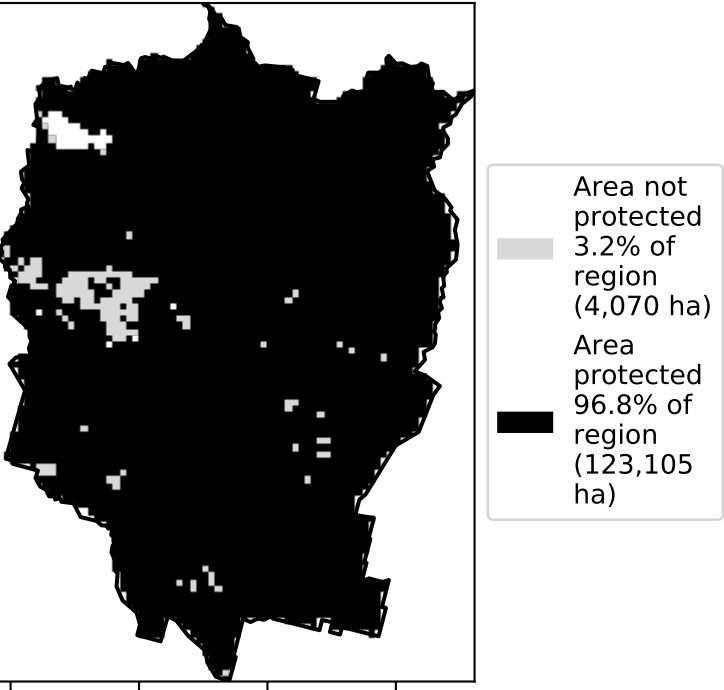 Area not
protected
3.2% of
region
(4,070 ha)
Area
protected
96.8% of
region
(123,105
ha)